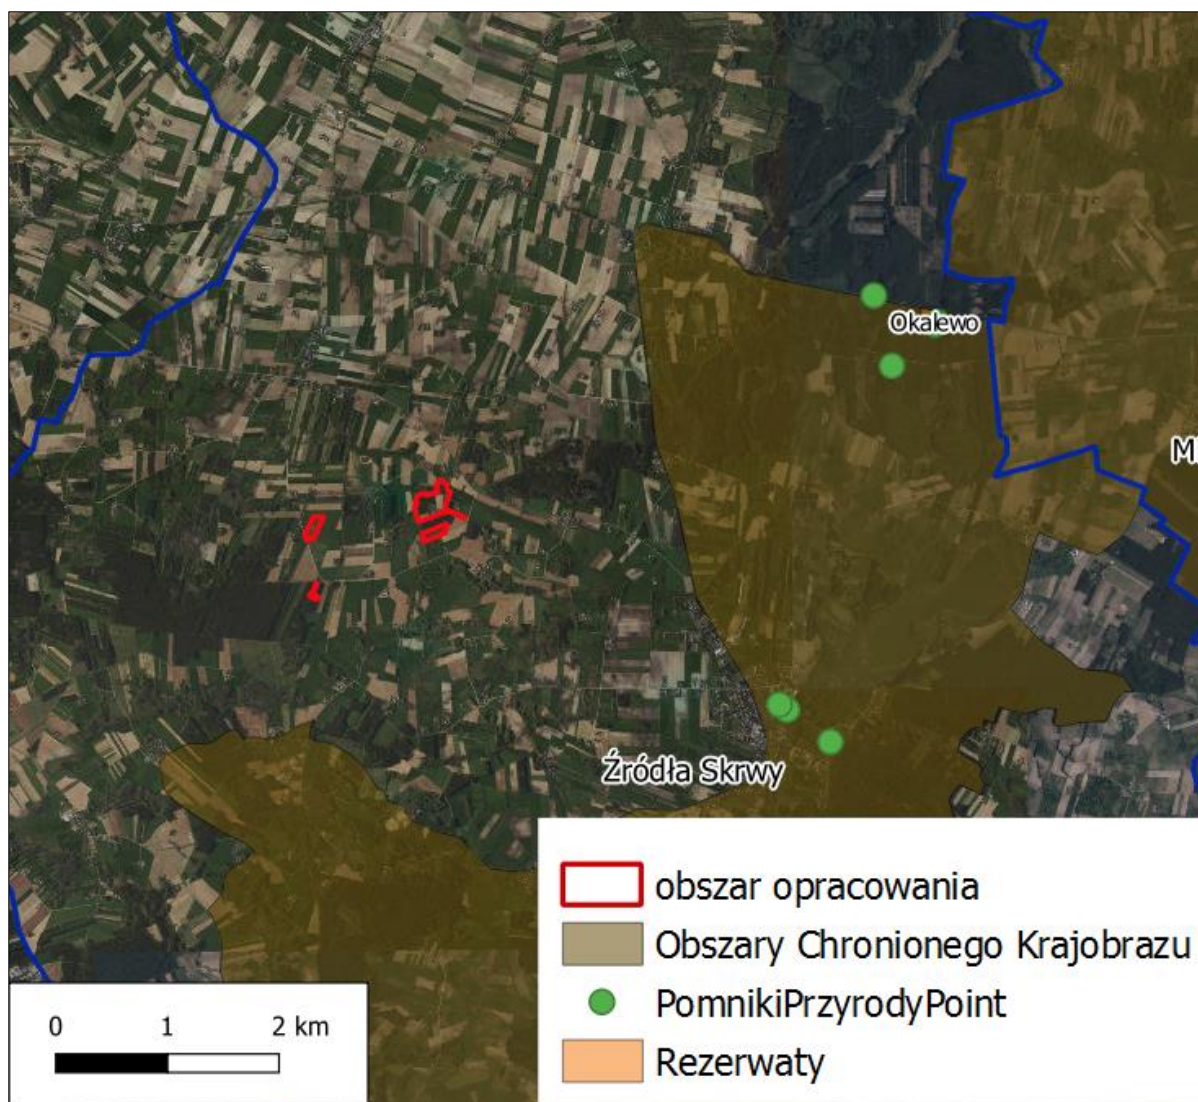 Okalewo
M
Źródła Skrwy
obszar opracowania
Obszary Chronionego Krajobrazu
PomnikiPrzyrodyPoint
Rezerwaty
0 1 2 km